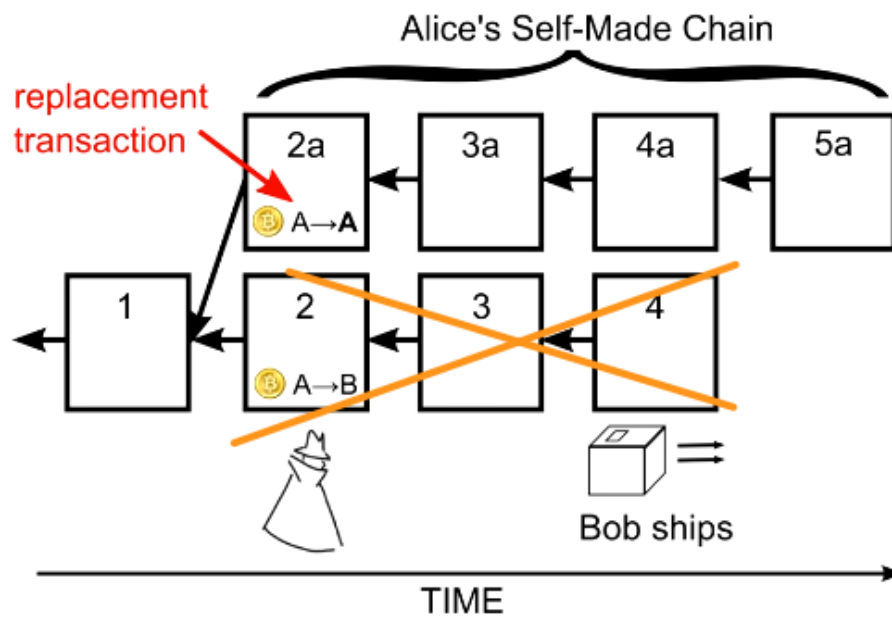 Alice's Self-Made Chain
replacement
transaction
2a
3a
4a
5a
A→A
1
2
3
4
A→B
Bob ships
TIME